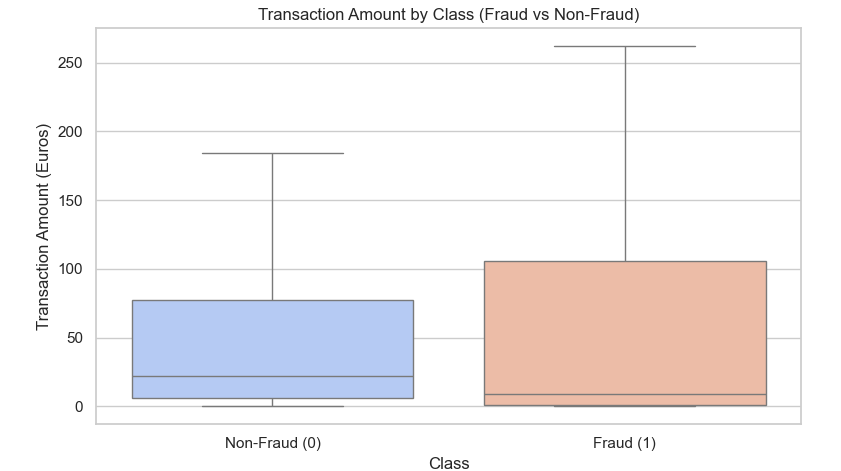 Transaction Amount by Class (Fraud vs Non-Fraud)
Transaction Amount (Euros)
250
200
150
100
50
0
Non-Fraud (0)
Fraud (1)
Class